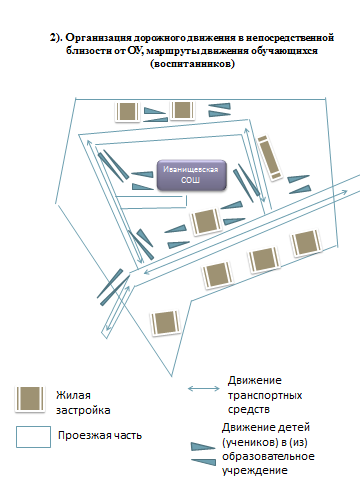 2). Организация дорожного движения в непосредственной
близости от ОУ, маршруты движения обучающихся
(воспитанников)
Иванищевская
СОШ
Жилая
застройка
Проезжая часть
Движение
транспортных
средств
Движение детей
(учеников) в (из)
образовательное
учреждение